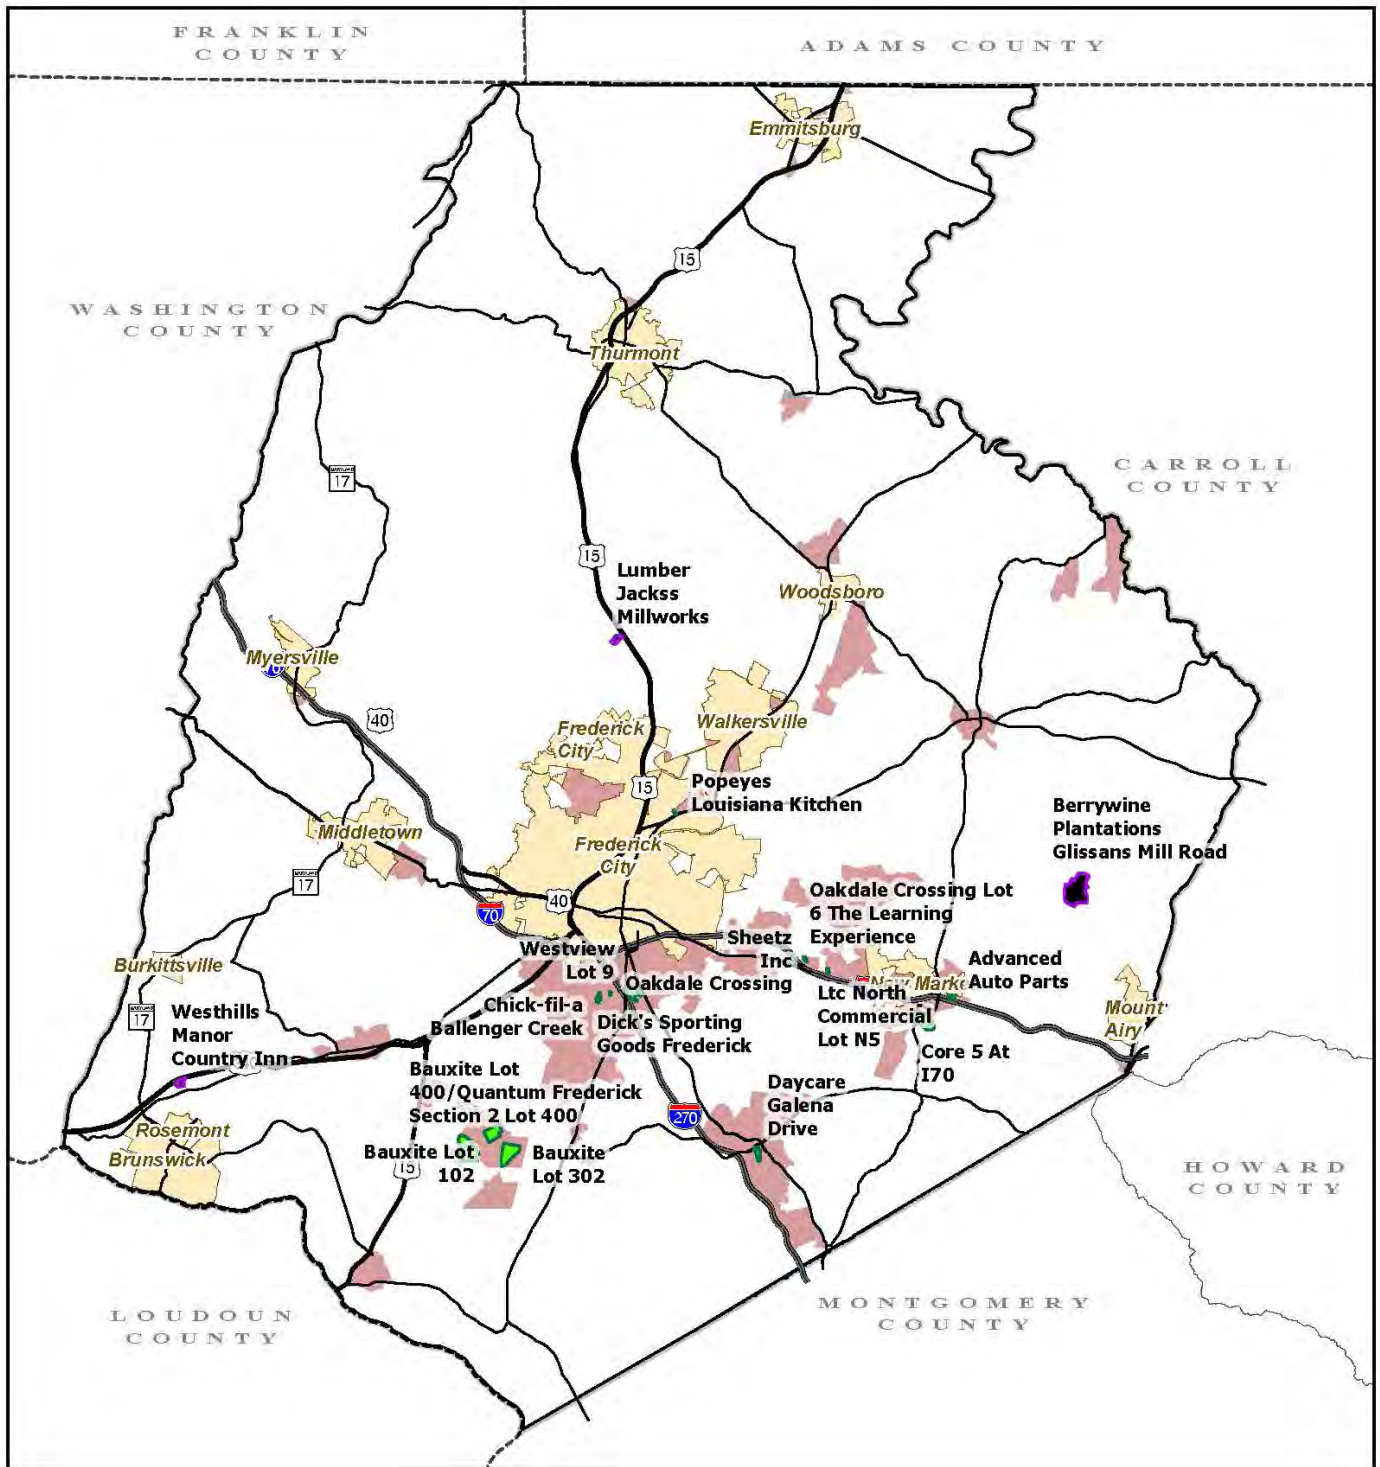 FRANKLIN
COUNTY
ADAMS COUNTY
Emmitsburg
15
WASHINGTON
COUNTY
Thurmont
CARROLL
COUNTY
MARYLAND
17
15
Lumber
Jackss
Millworks
Woodsboro
Myersville
40
Frederick
City
Walkersville
15
Popeyes
Louisiana Kitchen
Berrywine
Plantations
Glissans Mill Road
Middletown
Frederick
City
MARYLAND
17
40
70
Oakdale Crossing Lot
6 The Learning
Experience
Westview
Lot 9
Sheetz
Inc
Advanced
Auto Parts
Burkittsville
Oakdale Crossing
Ltc North
Commercial
Lot N5
Mount
Airy
MARYLAND
17
Westhills
Manor
Country Inn
Chick-fil-a
Ballenger Creek
Dick's Sporting
Goods Frederick
Core 5 At
I70
Bauxite Lot
400/Quantum Frederick
Section 2 Lot 400
270
Daycare
Galena
Drive
Rosemont
Brunswick
Bauxite Lot
102
15
Bauxite
Lot 302
HOWARD
COUNTY
LOUDOUN
COUNTY
MONTGOMERY
COUNTY